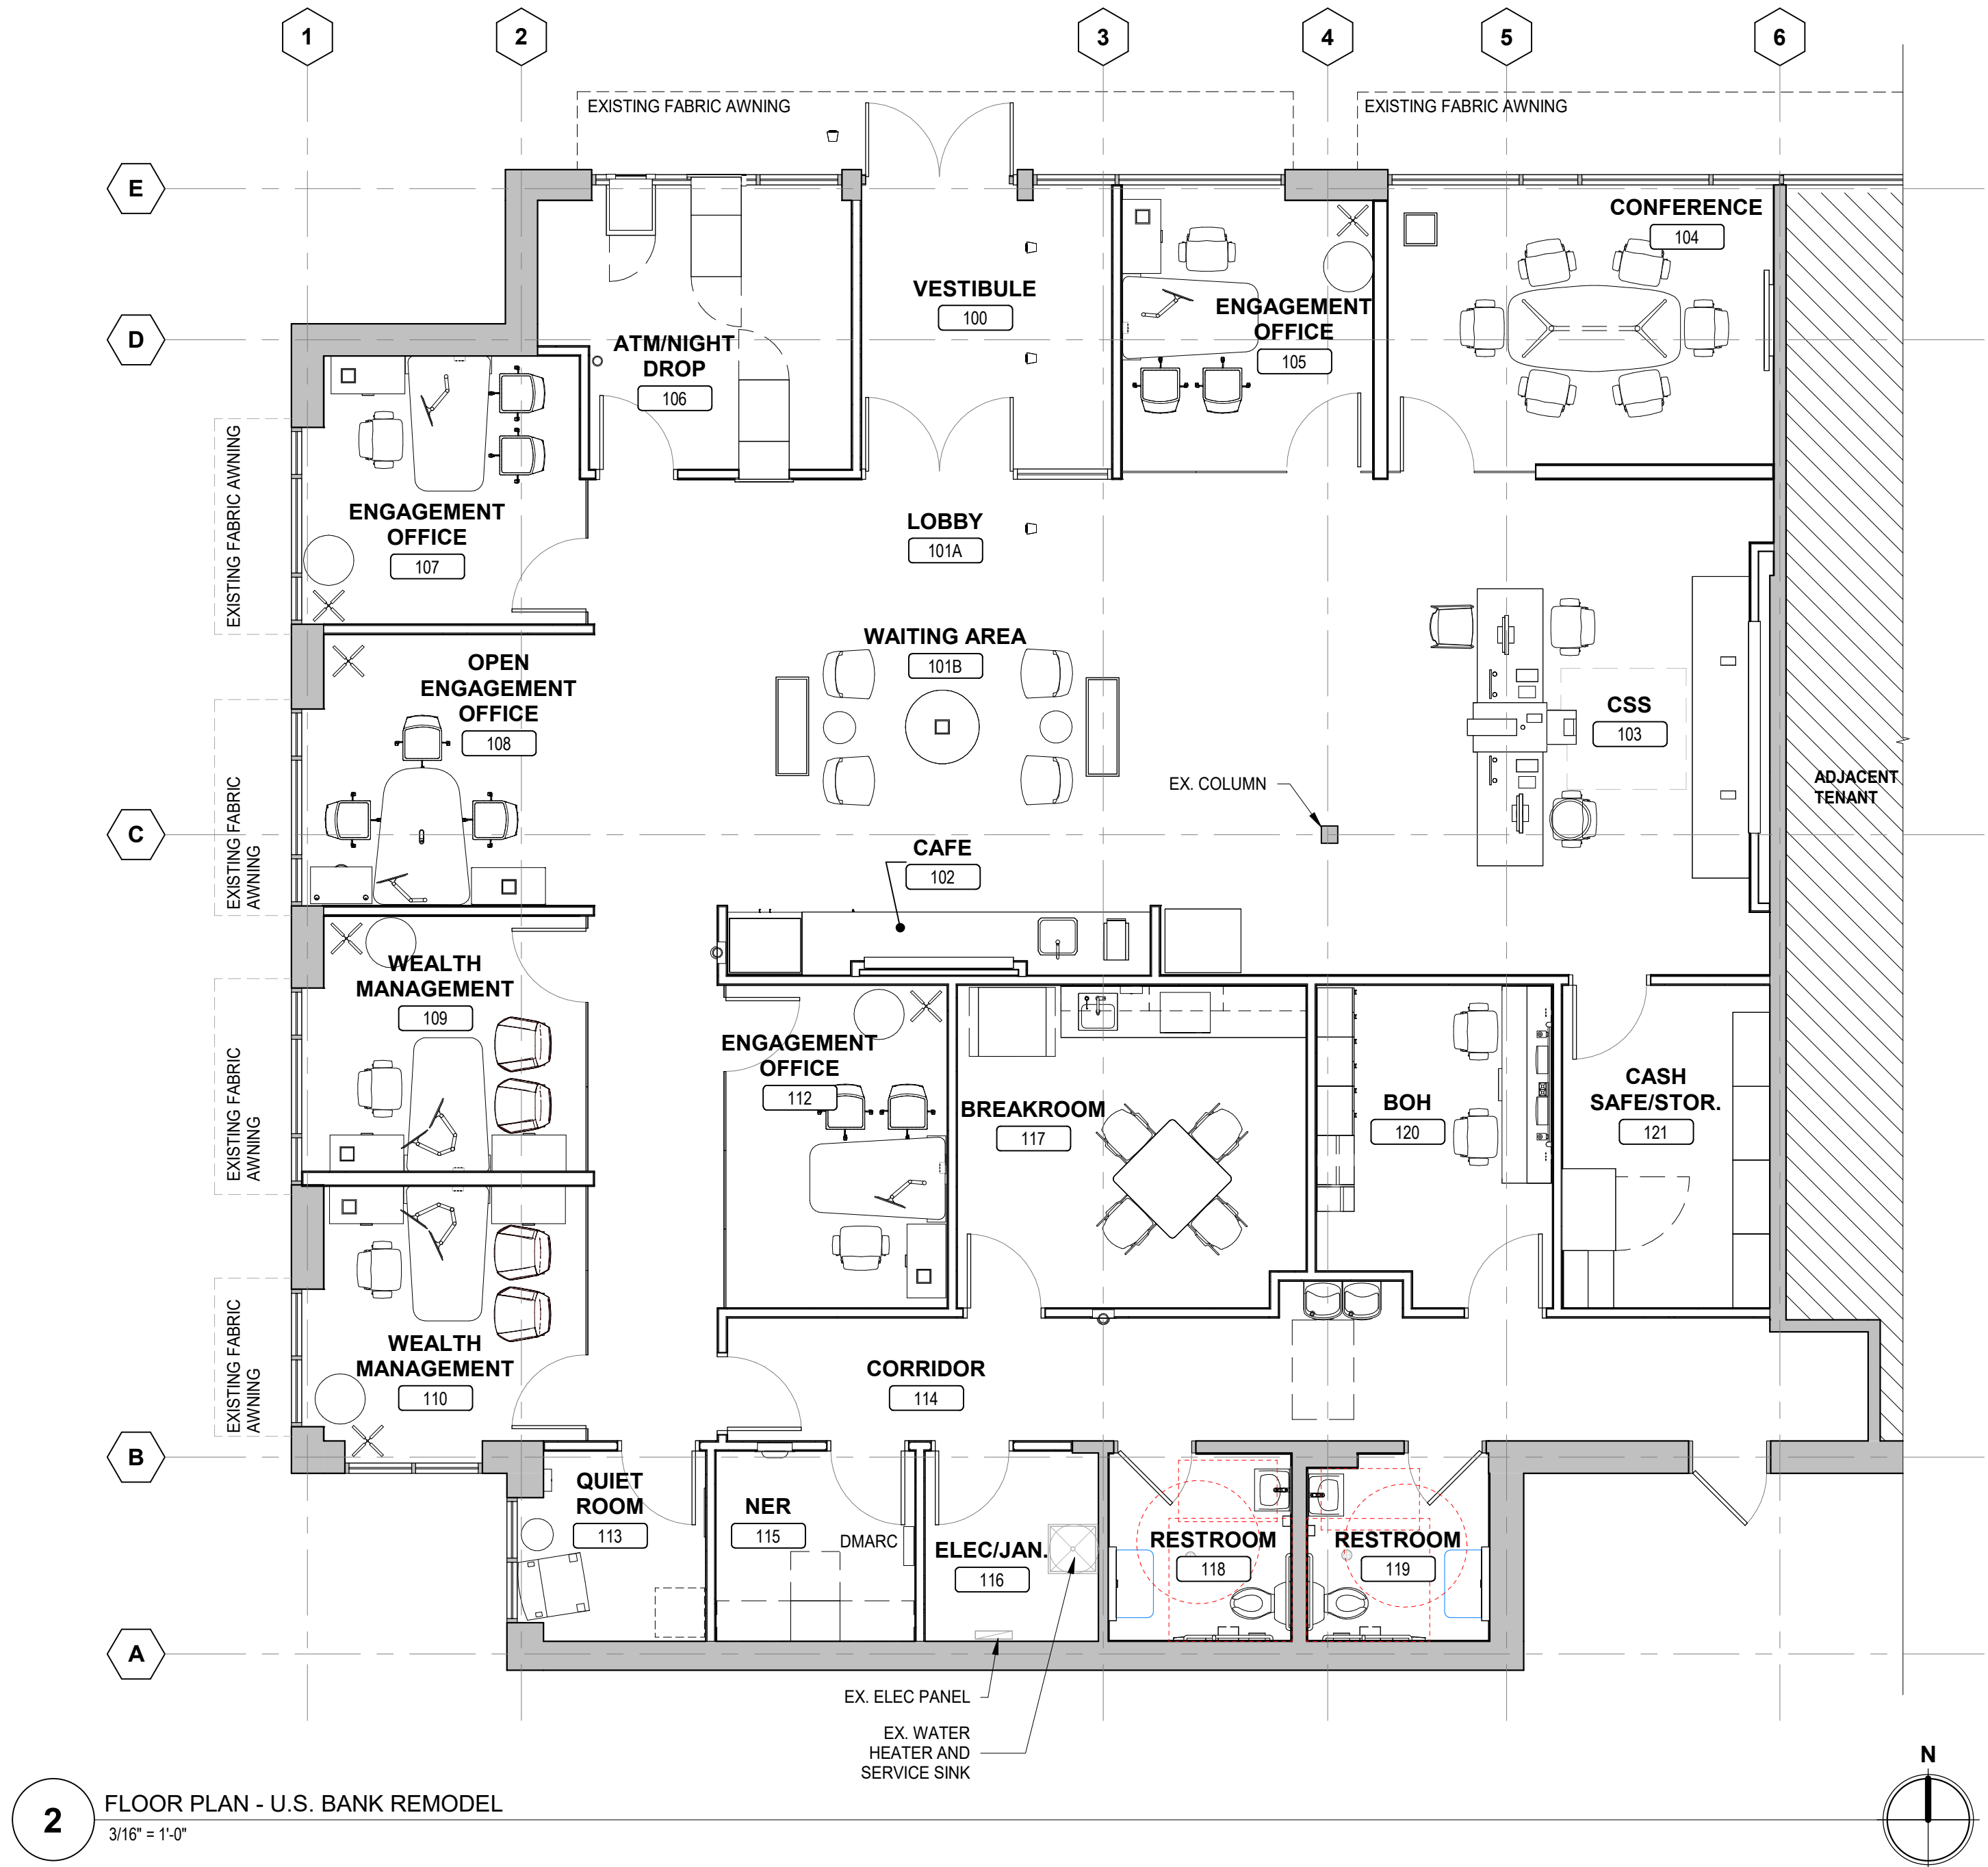 1
2
3
4
5
6
EXISTING FABRIC AWNING
EXISTING FABRIC AWNING
E
D
C
B
A
CONFERENCE
104
VESTIBULE
100
ENGAGEMENT
OFFICE
105
ATM/NIGHT
DROP
106
EXISTING FABRIC AWNING
ENGAGEMENT
OFFICE
107
LOBBY
101A
WAITING AREA
101B
OPEN
ENGAGEMENT
OFFICE
108
CSS
103
EX. COLUMN
ADJACENT
TENANT
EXISTING FABRIC
AWNING
CAFE
102
WEALTH
MANAGEMENT
109
EXISTING FABRIC
AWNING
ENGAGEMENT
OFFICE
112
BREAKROOM
117
BOH
120
CASH
SAFE/STOR.
121
WEALTH
MANAGEMENT
110
EXISTING FABRIC
AWNING
CORRIDOR
114
QUIET
ROOM
113
NER
115
DMARC
ELEC/JAN.
116
RESTROOM
118
RESTROOM
119
EX. ELEC PANEL
EX. WATER
HEATER AND
SERVICE SINK
N
2
FLOOR PLAN - U.S. BANK REMODEL
3/16" = 1'-0"